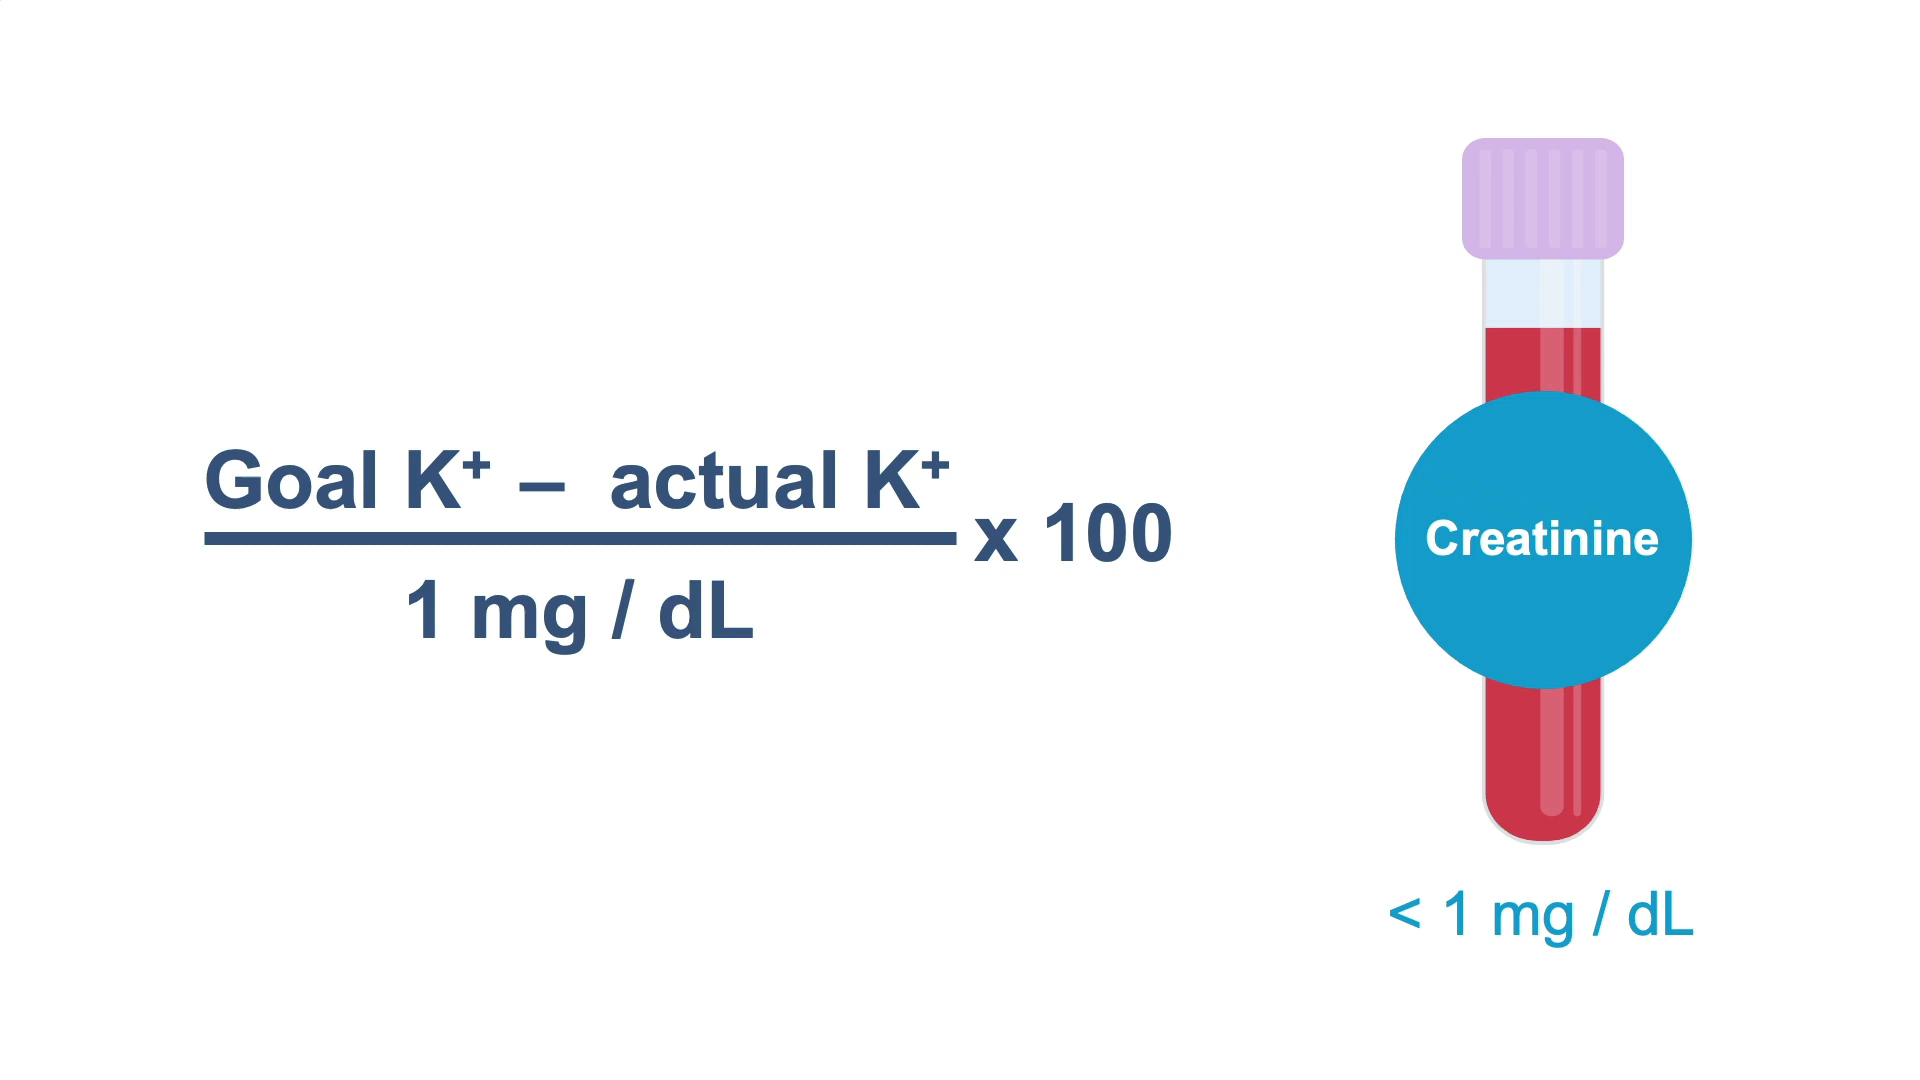 Goal K⁺ – actual K⁺
x 100
1 mg / dL
Creatinine
< 1 mg / dL